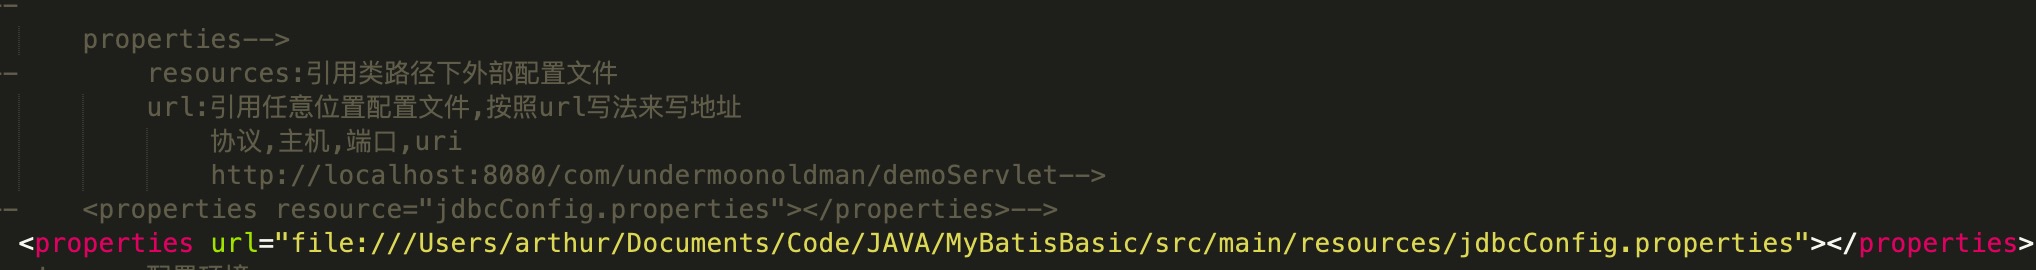 properties-->
resources:引用类路径下外部配置文件
url:引用任意位置配置文件,按照url写法来写地址
协议,主机,端口,uri
http://localhost:8080/com/undermoonoldman/demoServlet-->
<properties resource="jdbcConfig.properties"></properties>-->
<properties url="file:///Users/arthur/Documents/Code/JAVA/MyBatisBasic/src/main/resources/jdbcConfig.properties"></properties>